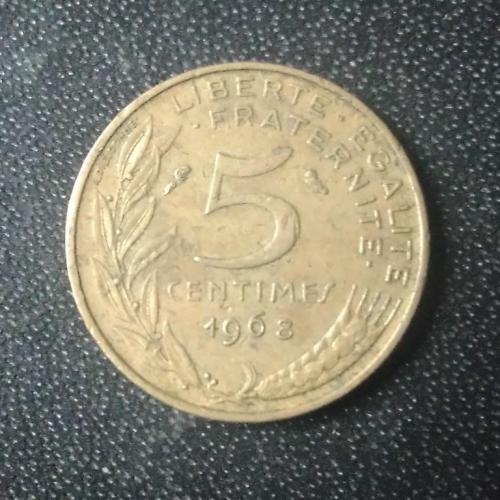 LIBERTE · EGALITE
· FRATERNITE ·
5
CENTIMES
1968